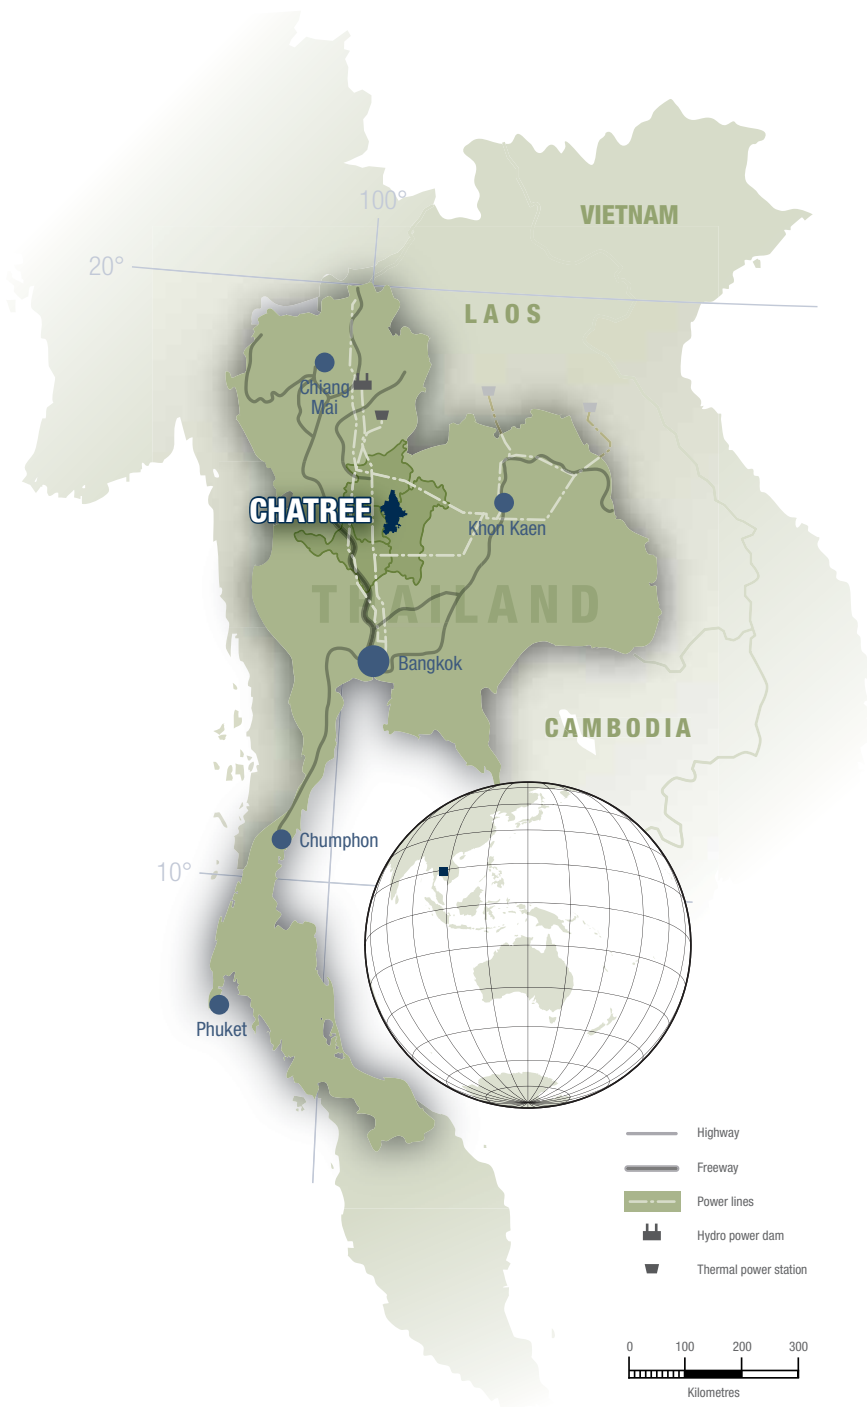 100°
VIETNAM
20°
LAOS
Chiang
Mai
CHATREE
Khon Kaen
THAILAND
Bangkok
CAMBODIA
Chumphon
10°
Phuket
Highway
Freeway
Power lines
Hydro power dam
Thermal power station
0 100 200 300
Kilometres